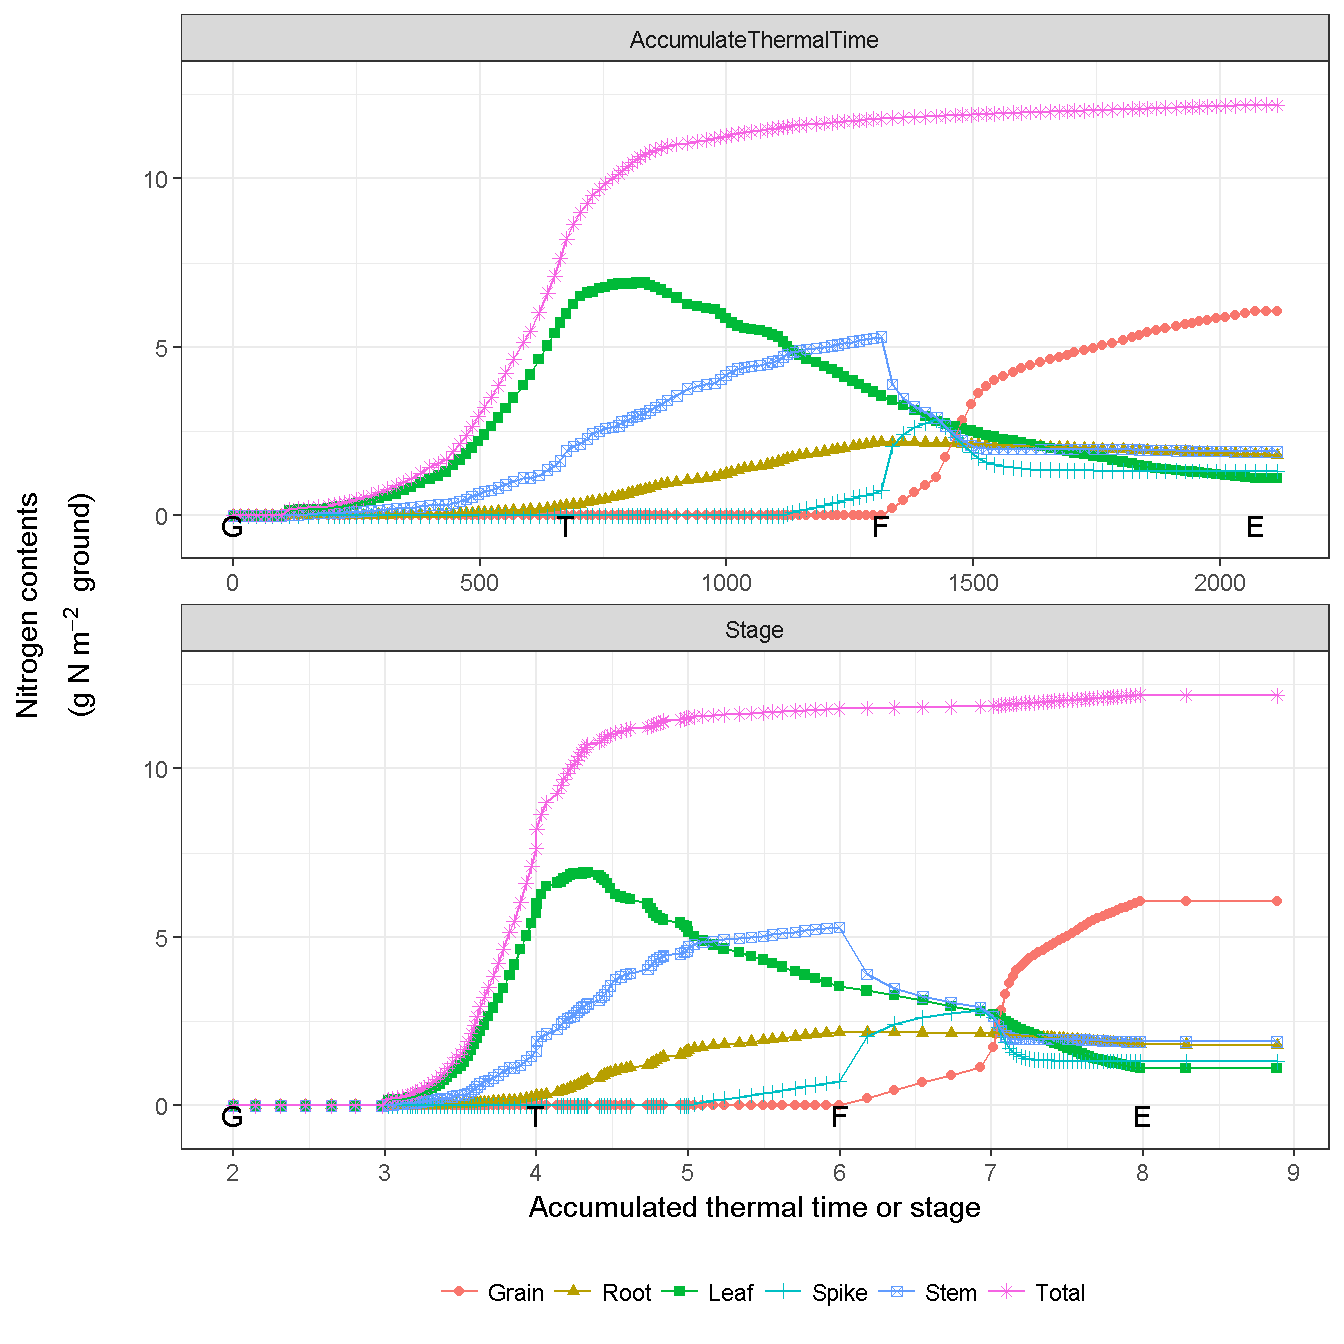 AccumulateThermalTime
10
5
0
G T F E
0 500 1000 1500 2000
Nitrogen contents
(g N m⁻² ground)
Stage
10
5
0
G T F E
2 3 4 5 6 7 8 9
Accumulated thermal time or stage
Grain Root Leaf Spike Stem Total